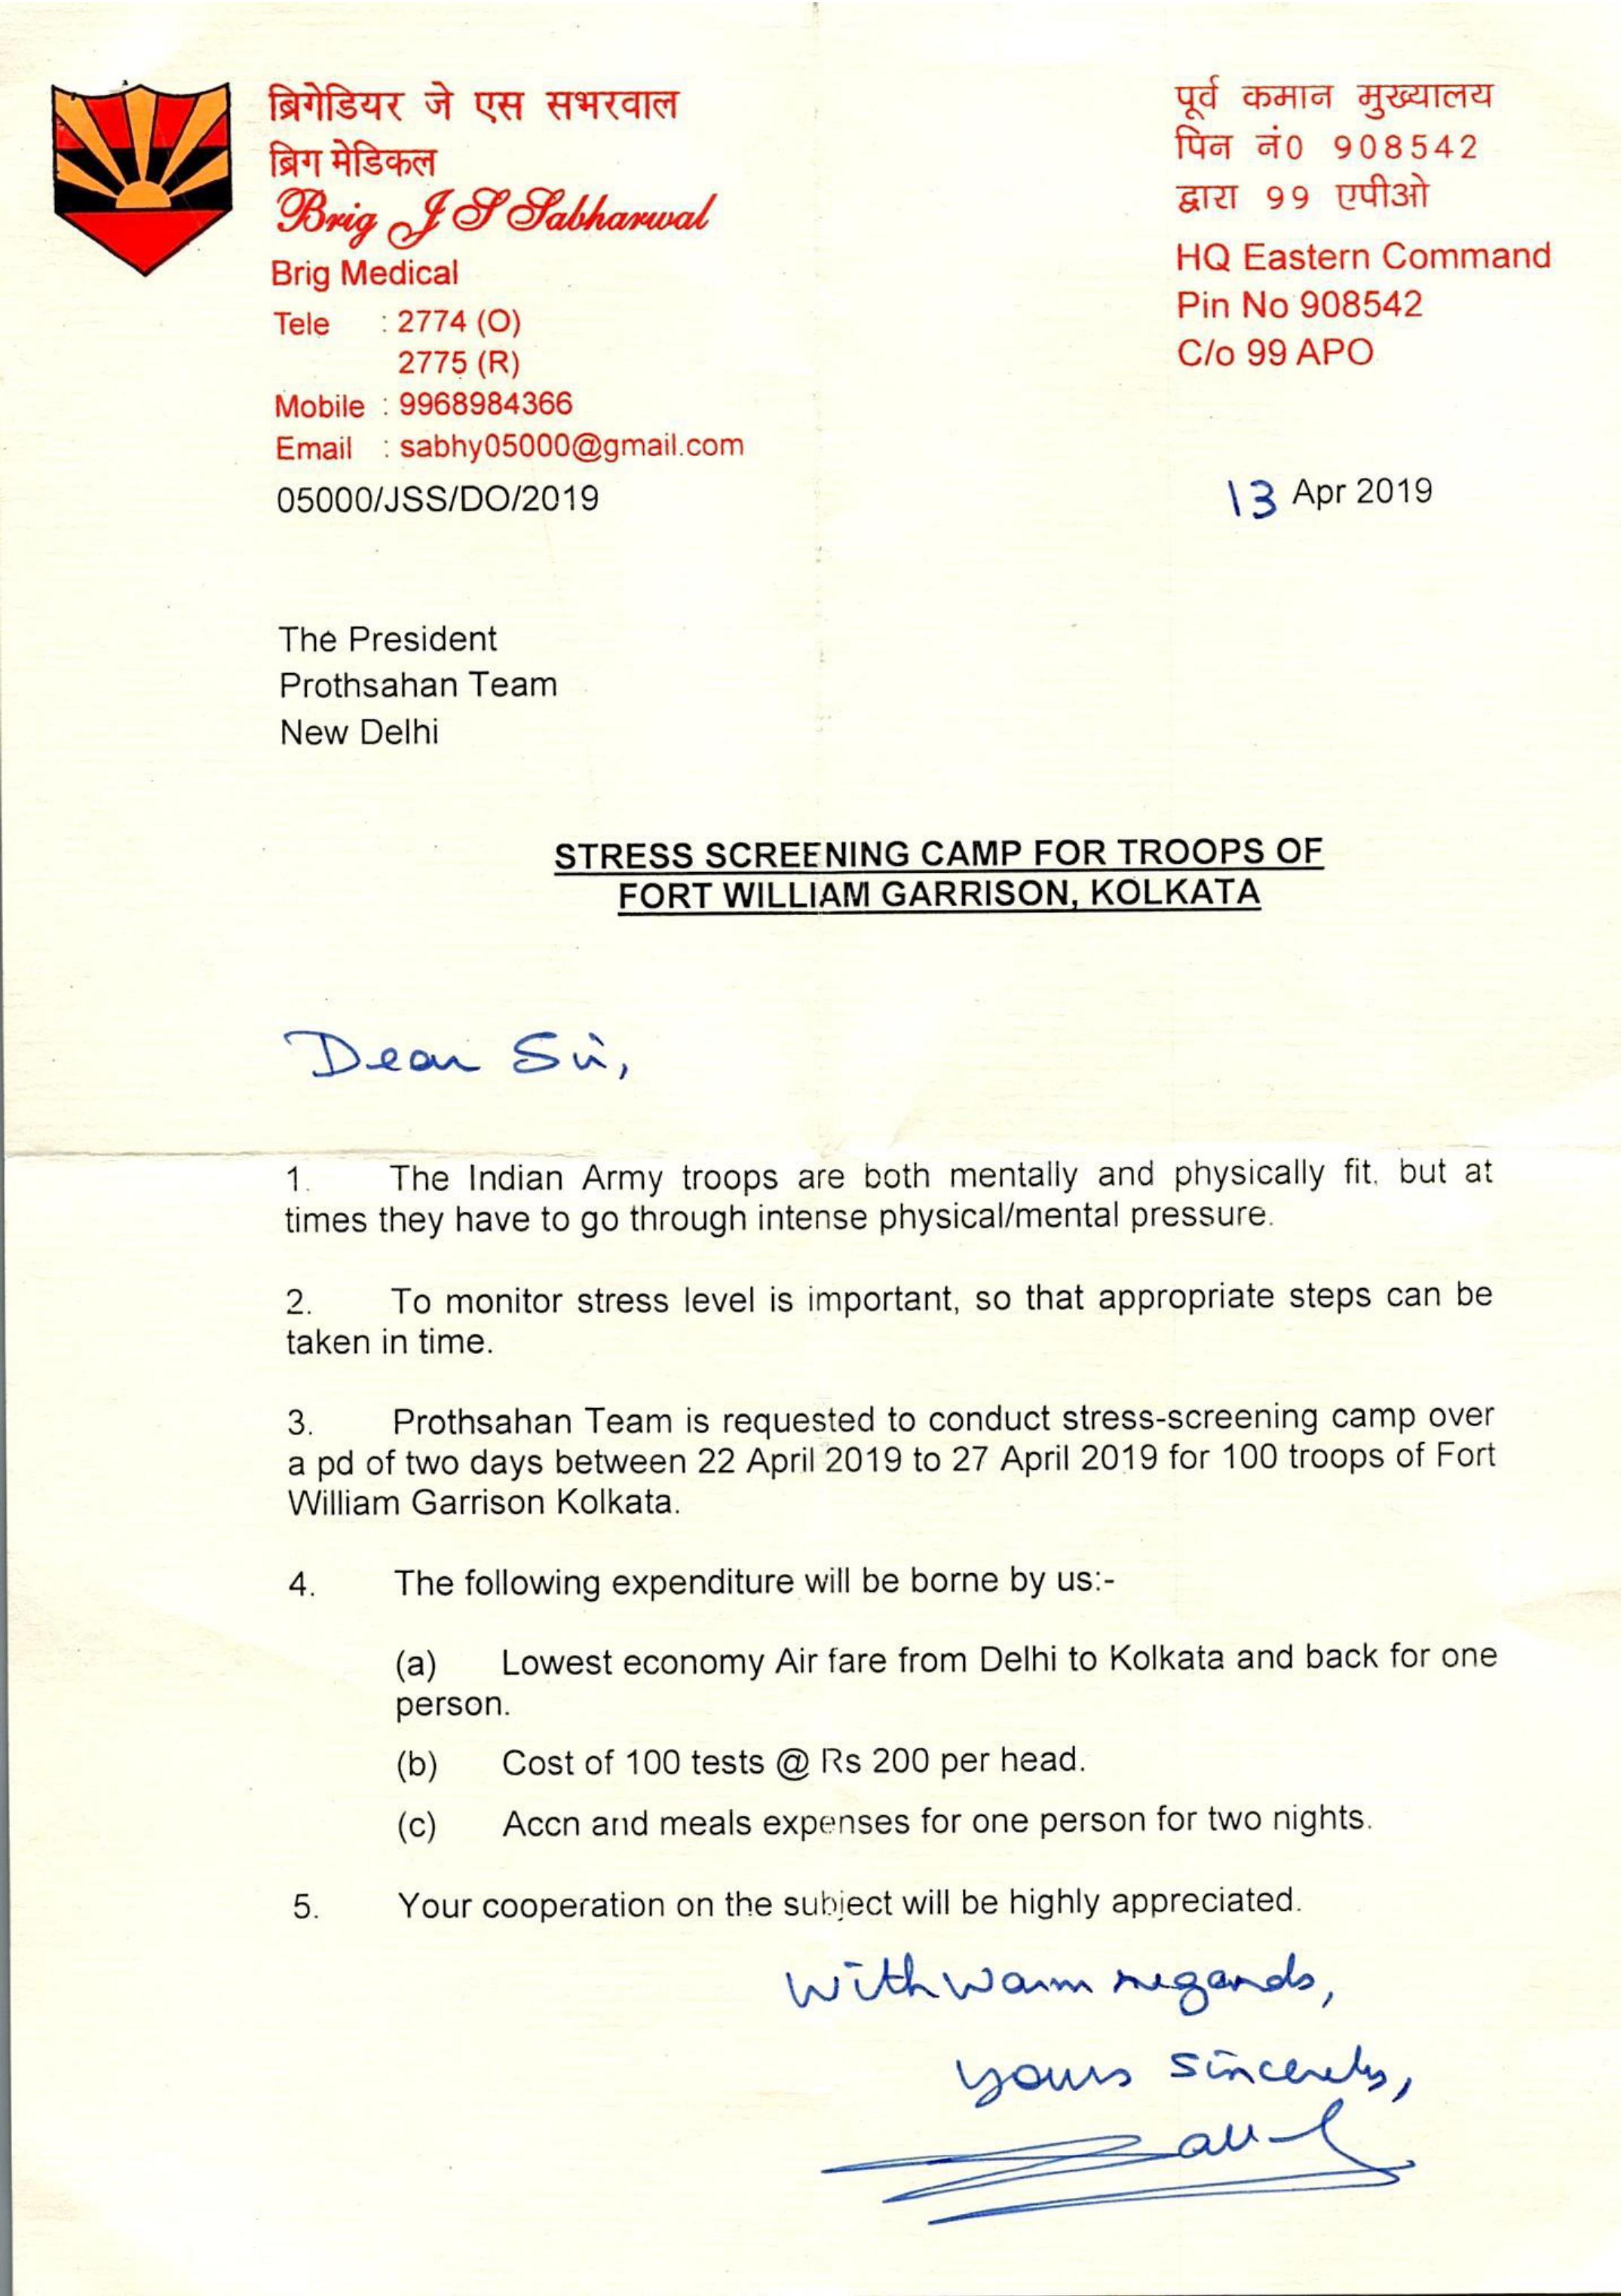 ब्रिगेडियर जे एस सभरवाल
ब्रिग मेडिकल
Brig J S Sabharwal
Brig Medical
Tele : 2774 (O)
2775 (R)
Mobile : 9968984366
Email : sabhy05000@gmail.com
05000/JSS/DO/2019
पूर्व कमान मुख्यालय
पिन नं0 908542
द्वारा 99 एपीओ
HQ Eastern Command
Pin No 908542
C/o 99 APO
13 Apr 2019
The President
Prothsahan Team
New Delhi
STRESS SCREENING CAMP FOR TROOPS OF
FORT WILLIAM GARRISON, KOLKATA
Dear Sir,
1. The Indian Army troops are both mentally and physically fit, but at
times they have to go through intense physical/mental pressure.
2. To monitor stress level is important, so that appropriate steps can be
taken in time.
3. Prothsahan Team is requested to conduct stress-screening camp over
a pd of two days between 22 April 2019 to 27 April 2019 for 100 troops of Fort
William Garrison Kolkata.
4. The following expenditure will be borne by us:-
(a) Lowest economy Air fare from Delhi to Kolkata and back for one
person.
(b) Cost of 100 tests @ Rs 200 per head.
(c) Accn and meals expenses for one person for two nights.
5. Your cooperation on the subject will be highly appreciated.
With warm regards,
yours sincerely,